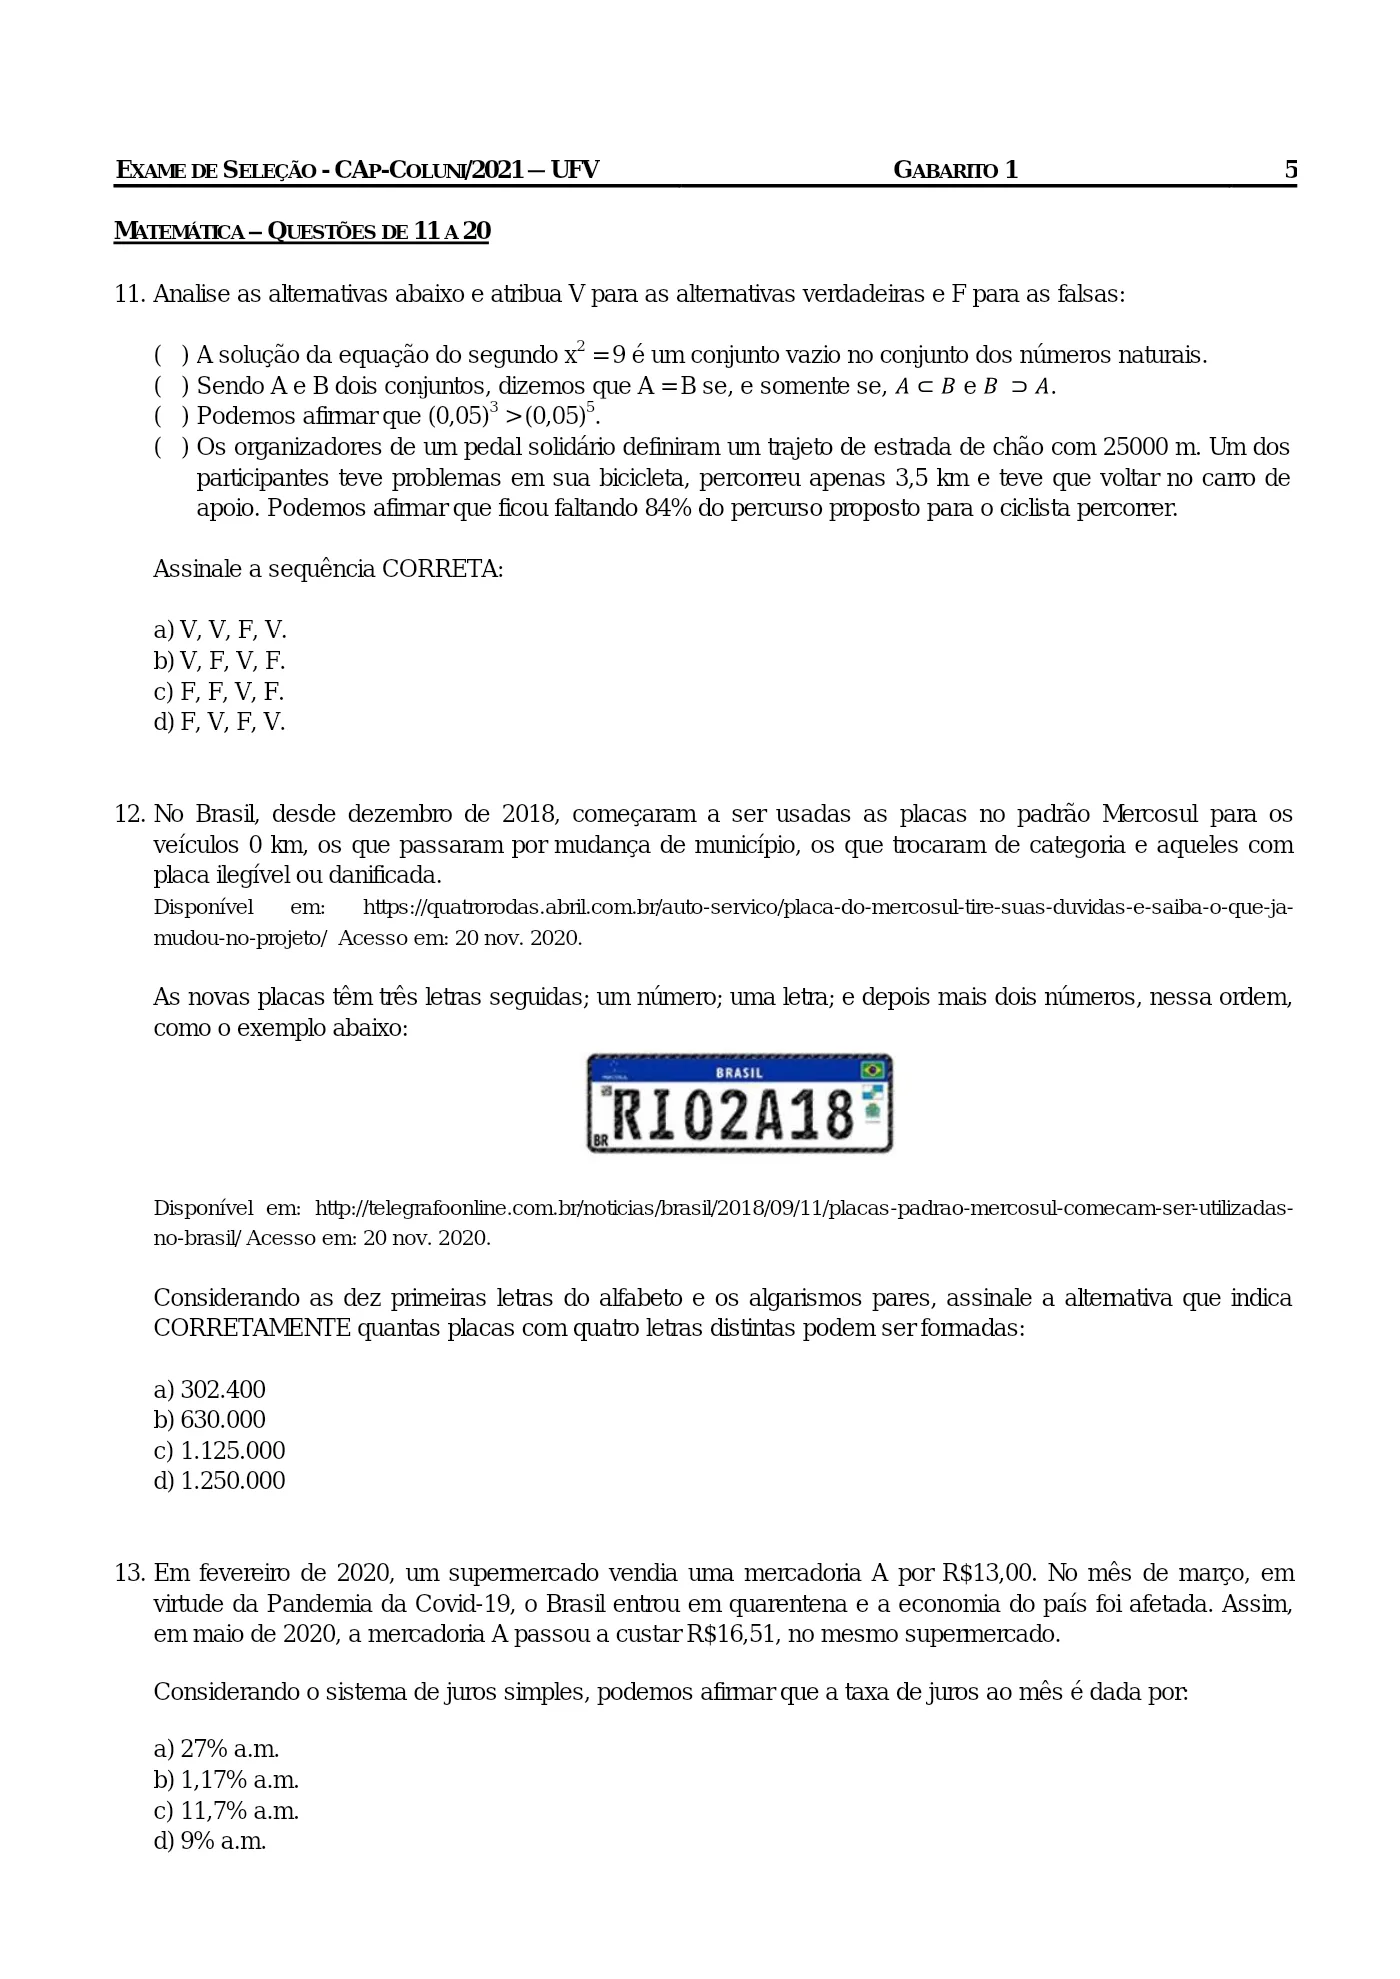 EXAME DE SELEÇÃO - CAP-COLUNI/2021 — UFV GABARITO 1 5
MATEMÁTICA – QUESTÕES DE 11 A 20
11. Analise as alternativas abaixo e atribua V para as alternativas verdadeiras e F para as falsas:
( ) A solução da equação do segundo x² = 9 é um conjunto vazio no conjunto dos números naturais.
( ) Sendo A e B dois conjuntos, dizemos que A = B se, e somente se, A ⊂ B e B ⊃ A.
( ) Podemos afirmar que (0,05)³ > (0,05)⁵.
( ) Os organizadores de um pedal solidário definiram um trajeto de estrada de chão com 25000 m. Um dos
participantes teve problemas em sua bicicleta, percorreu apenas 3,5 km e teve que voltar no carro de
apoio. Podemos afirmar que ficou faltando 84% do percurso proposto para o ciclista percorrer.
Assinale a sequência CORRETA:
a) V, V, F, V.
b) V, F, V, F.
c) F, F, V, F.
d) F, V, F, V.
12. No Brasil, desde dezembro de 2018, começaram a ser usadas as placas no padrão Mercosul para os
veículos 0 km, os que passaram por mudança de município, os que trocaram de categoria e aqueles com
placa ilegível ou danificada.
Disponível em: https://quatrorodas.abril.com.br/auto-servico/placa-do-mercosul-tire-suas-duvidas-e-saiba-o-que-ja-
mudou-no-projeto/ Acesso em: 20 nov. 2020.
As novas placas têm três letras seguidas; um número; uma letra; e depois mais dois números, nessa ordem,
como o exemplo abaixo:
BRASIL
RIO2A18
BR
Disponível em: http://telegrafoonline.com.br/noticias/brasil/2018/09/11/placas-padrao-mercosul-comecam-ser-utilizadas-
no-brasil/ Acesso em: 20 nov. 2020.
Considerando as dez primeiras letras do alfabeto e os algarismos pares, assinale a alternativa que indica
CORRETAMENTE quantas placas com quatro letras distintas podem ser formadas:
a) 302.400
b) 630.000
c) 1.125.000
d) 1.250.000
13. Em fevereiro de 2020, um supermercado vendia uma mercadoria A por R$13,00. No mês de março, em
virtude da Pandemia da Covid-19, o Brasil entrou em quarentena e a economia do país foi afetada. Assim,
em maio de 2020, a mercadoria A passou a custar R$16,51, no mesmo supermercado.
Considerando o sistema de juros simples, podemos afirmar que a taxa de juros ao mês é dada por:
a) 27% a.m.
b) 1,17% a.m.
c) 11,7% a.m.
d) 9% a.m.